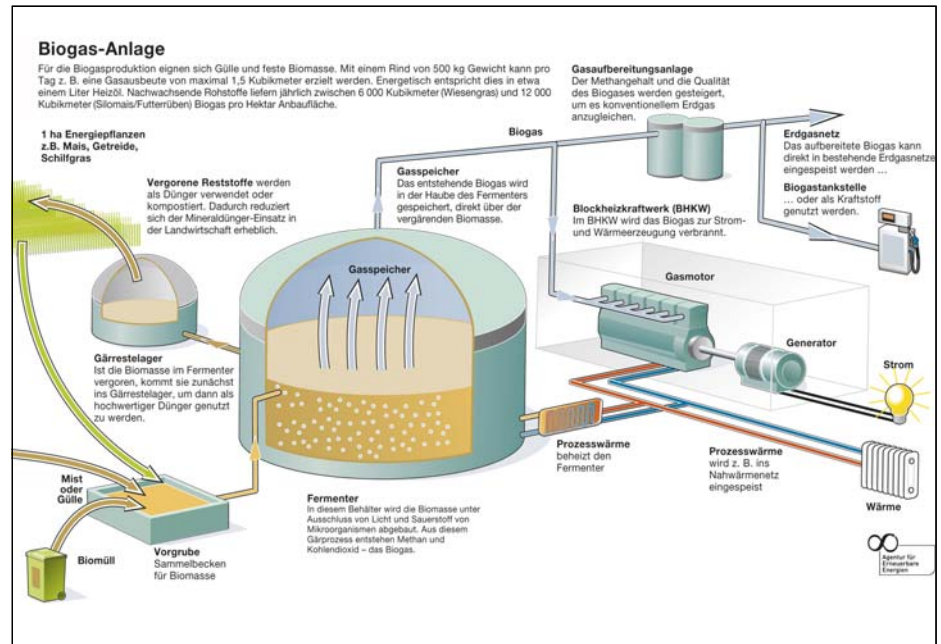 Biogas-Anlage
Für die Biogasproduktion eignen sich Gülle und feste Biomasse. Mit einem Rind von 500 kg Gewicht kann pro
Tag z. B. eine Gasausbeute von maximal 1,5 Kubikmeter erzielt werden. Energetisch entspricht dies in etwa
einem Liter Heizöl. Nachwachsende Rohstoffe liefern jährlich zwischen 6 000 Kubikmeter (Wiesengras) und 12 000
Kubikmeter (Silomais/Futterrüben) Biogas pro Hektar Anbaufläche.
Gasaufbereitungsanlage
Der Methangehalt und die Qualität
des Biogases werden gesteigert,
um es konventionellem Erdgas
anzugleichen.
1 ha Energiepflanzen
z.B. Mais, Getreide,
Schilfgras
Biogas
Erdgasnetz
Das aufbereitete Biogas kann
direkt in bestehende Erdgasnetze
eingespeist werden ...
Biogastankstelle
... oder als Kraftstoff
genutzt werden.
Vergorene Reststoffe werden
als Dünger verwendet oder
kompostiert. Dadurch reduziert
sich der Mineraldünger-Einsatz in
der Landwirtschaft erheblich.
Gasspeicher
Das entstehende Biogas wird
in der Haube des Fermenters
gespeichert, direkt über der
vergärenden Biomasse.
Blockheizkraftwerk (BHKW)
Im BHKW wird das Biogas zur Strom-
und Wärmeerzeugung verbrannt.
Gasspeicher
Gasmotor
Generator
Strom
Gärrestelager
Ist die Biomasse im Fermenter
vergoren, kommt sie zunächst
ins Gärrestelager, um dann als
hochwertiger Dünger genutzt
zu werden.
Prozesswärme
beheizt den
Fermenter
Prozesswärme
wird z. B. ins
Nahwärmenetz
eingespeist
Wärme
Mist
oder
Gülle
Biomüll
Vorgrube
Sammelbecken
für Biomasse
Fermenter
In diesem Behälter wird die Biomasse unter
Ausschluss von Licht und Sauerstoff von
Mikroorganismen abgebaut. Aus diesem
Gärprozess entstehen Methan und
Kohlendioxid – das Biogas.
Agentur für
Erneuerbare
Energien